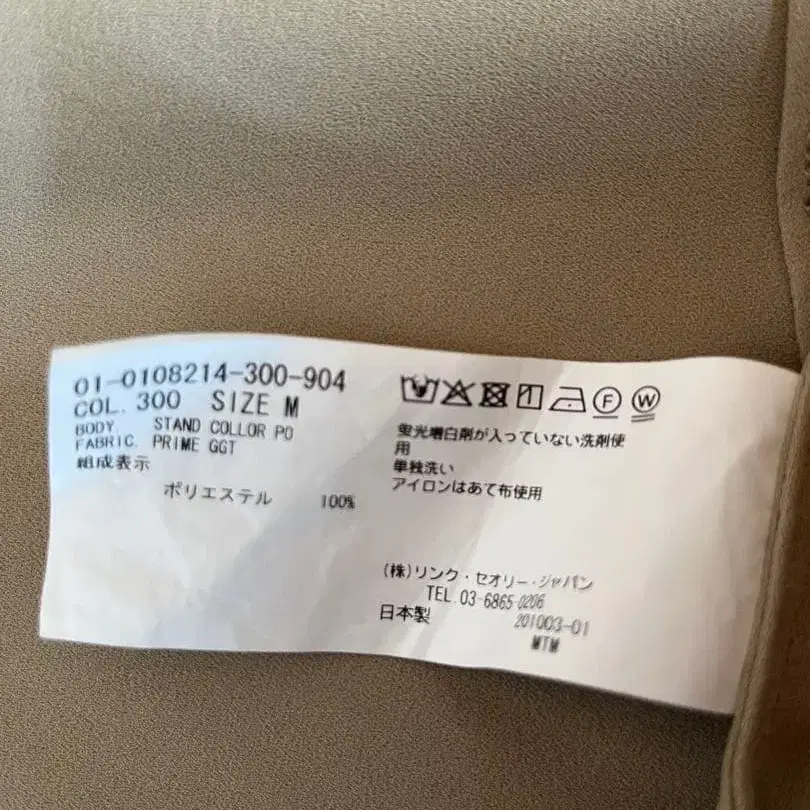 01-0108214-300-904
COL. 300 SIZE M
BODY. STAND COLLOR PO
FABRIC. PRIME GGT
組成表示
ポリエステル 100%
F W
蛍光増白剤が入っていない洗剤使
用
単独洗い
アイロンはあて布使用
(株)リンク・セオリー・ジャパン
TEL.03-6865-0206
日本製 201003-01
MTM